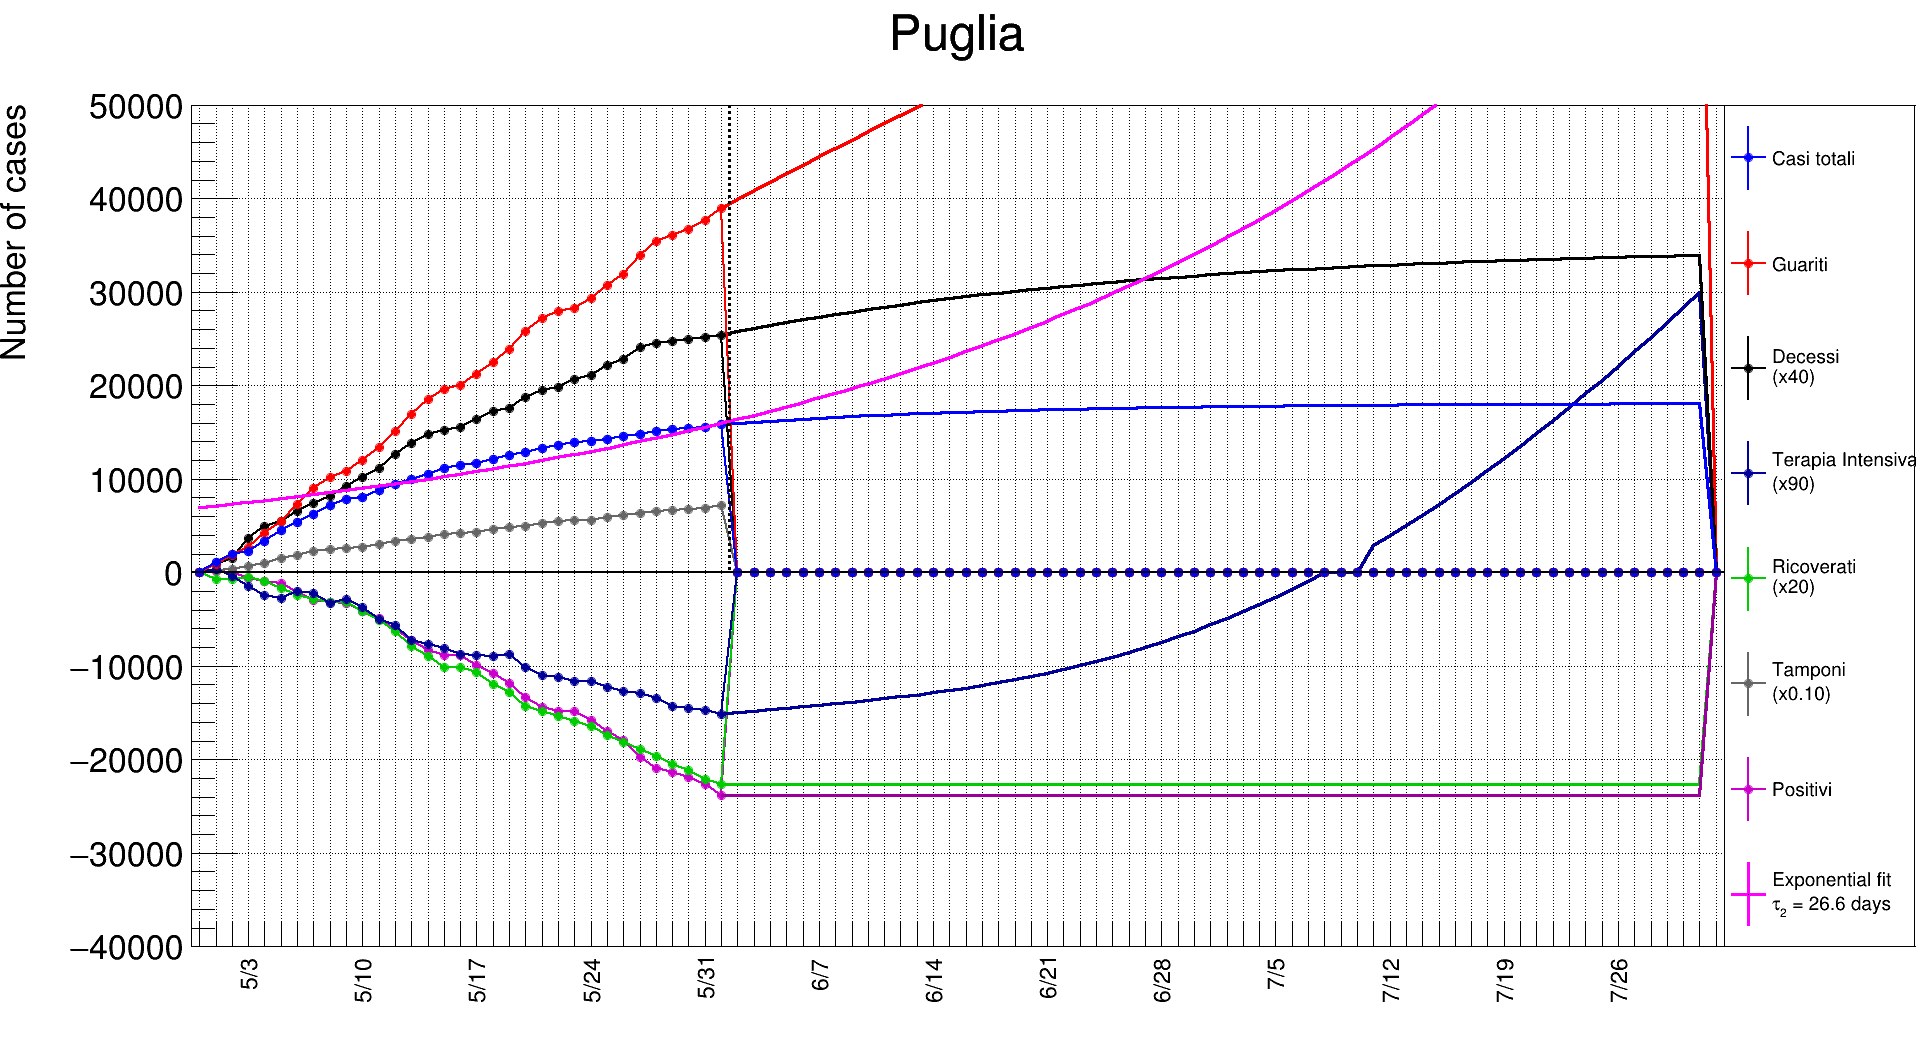 Puglia
Number of cases
50000
40000
30000
20000
10000
0
−10000
−20000
−30000
−40000
5/3
5/10
5/17
5/24
5/31
6/7
6/14
6/21
6/28
7/5
7/12
7/19
7/26
Casi totali
Guariti
Decessi
(x40)
Terapia Intensiva
(x90)
Ricoverati
(x20)
Tamponi
(x0.10)
Positivi
Exponential fit
τ2 = 26.6 days